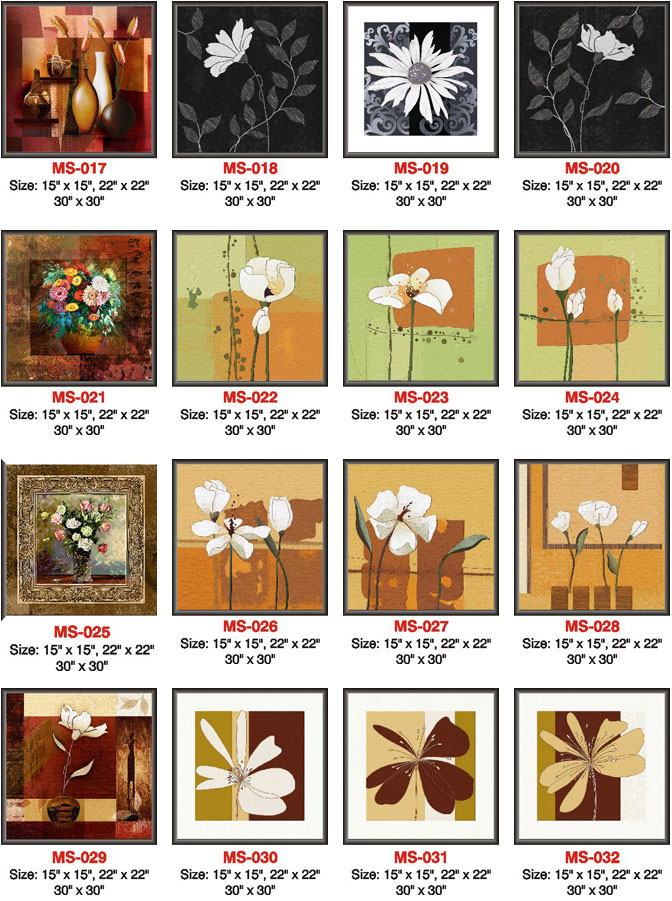 MS-017
Size: 15" x 15", 22" x 22"
30" x 30"
MS-018
Size: 15" x 15", 22" x 22"
30" x 30"
MS-019
Size: 15" x 15", 22" x 22"
30" x 30"
MS-020
Size: 15" x 15", 22" x 22"
30" x 30"
MS-021
Size: 15" x 15", 22" x 22"
30" x 30"
MS-022
Size: 15" x 15", 22" x 22"
30" x 30"
MS-023
Size: 15" x 15", 22" x 22"
30" x 30"
MS-024
Size: 15" x 15", 22" x 22"
30" x 30"
MS-025
Size: 15" x 15", 22" x 22"
30" x 30"
MS-026
Size: 15" x 15", 22" x 22"
30" x 30"
MS-027
Size: 15" x 15", 22" x 22"
30" x 30"
MS-028
Size: 15" x 15", 22" x 22"
30" x 30"
MS-029
Size: 15" x 15", 22" x 22"
30" x 30"
MS-030
Size: 15" x 15", 22" x 22"
30" x 30"
MS-031
Size: 15" x 15", 22" x 22"
30" x 30"
MS-032
Size: 15" x 15", 22" x 22"
30" x 30"